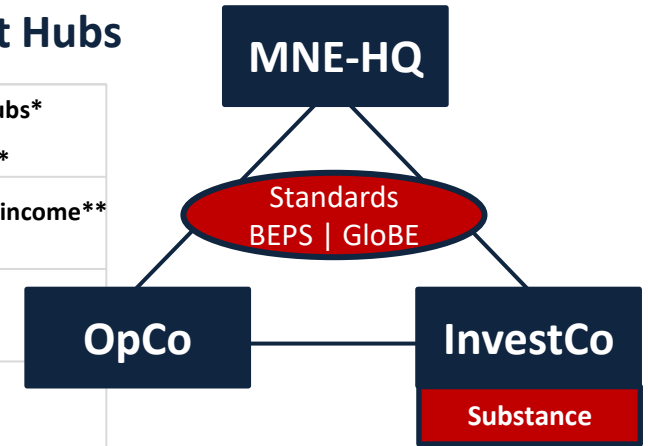 t Hubs
MNE-HQ
ubs*
*
income**
Standards
BEPS | GloBE
OpCo
InvestCo
Substance